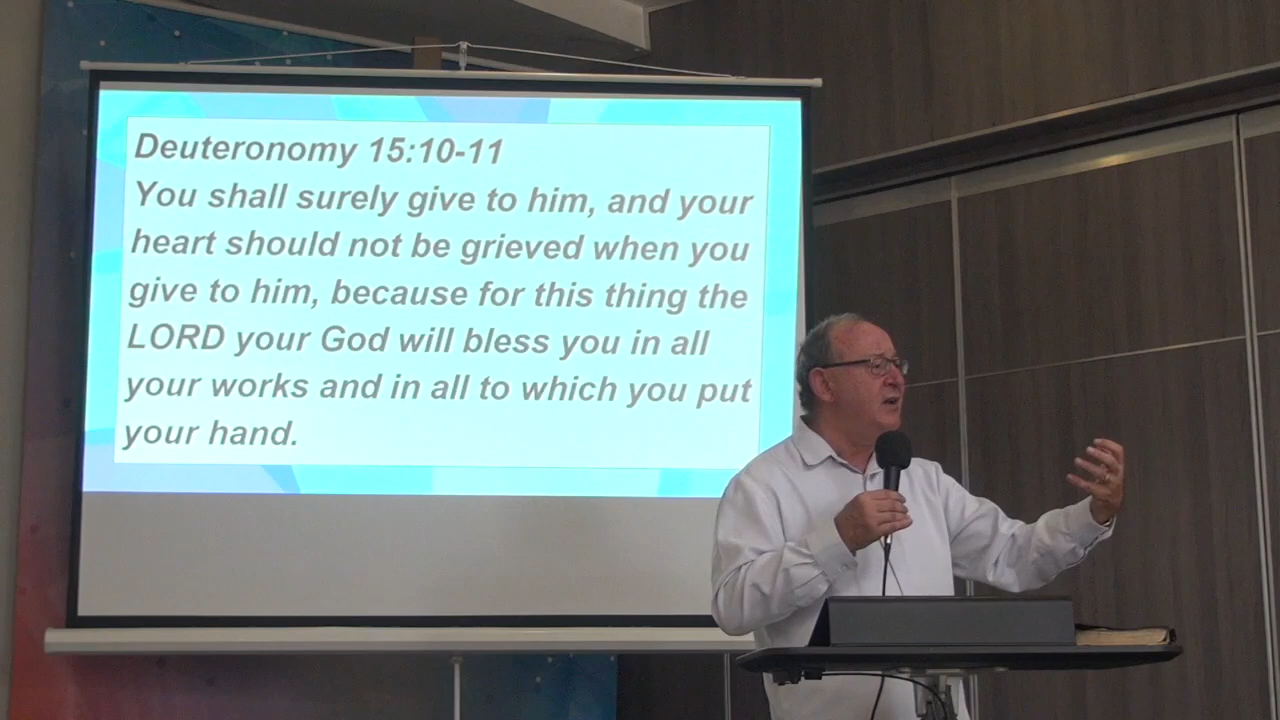 Deuteronomy 15:10-11
You shall surely give to him, and your
heart should not be grieved when you
give to him, because for this thing the
LORD your God will bless you in all
your works and in all to which you put
your hand.